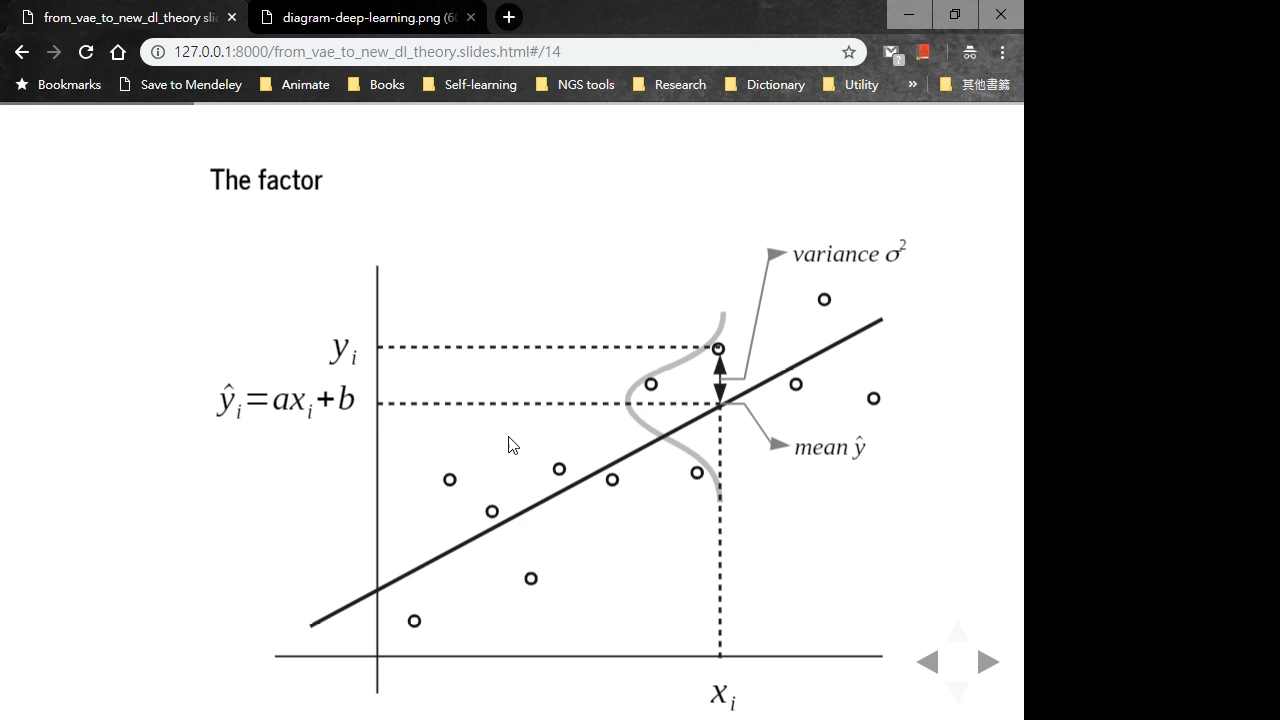 from_vae_to_new_dl_theory sli
diagram-deep-learning.png (6
127.0.0.1:8000/from_vae_to_new_dl_theory.slides.html#/14
Bookmarks Save to Mendeley Animate Books Self-learning NGS tools Research Dictionary Utility » 其他書籤
The factor
variance σ²
yᵢ
ŷᵢ=axᵢ+b
mean ŷ
xᵢ